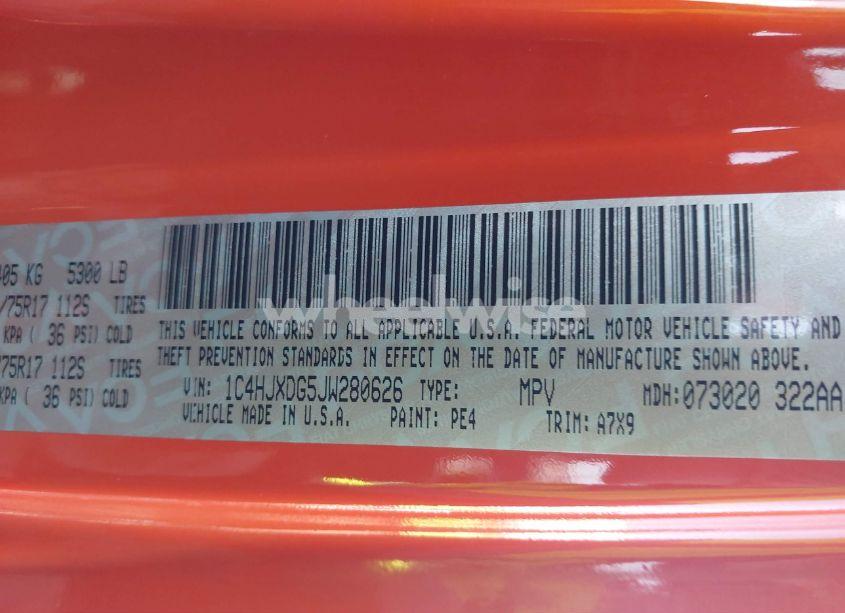 405 KG 5300 LB
/75R17 112S TIRES
KPA ( 36 PSI) COLD
75R17 112S TIRES
KPA ( 36 PSI) COLD
wheelwise
THIS VEHICLE CONFORMS TO ALL APPLICABLE U.S.A. FEDERAL MOTOR VEHICLE SAFETY AND
THEFT PREVENTION STANDARDS IN EFFECT ON THE DATE OF MANUFACTURE SHOWN ABOVE.
VIN: 1C4HJXDG5JW280626 TYPE: MPV MDH: 073020 322AA
VEHICLE MADE IN U.S.A. PAINT: PE4 TRIM: A7X9